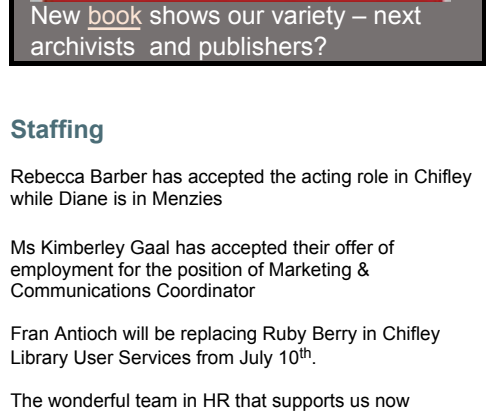 New book shows our variety – next
archivists  and publishers?
Staffing
Rebecca Barber has accepted the acting role in Chifley
while Diane is in Menzies
Ms Kimberley Gaal has accepted their offer of
employment for the position of Marketing &
Communications Coordinator
Fran Antioch will be replacing Ruby Berry in Chifley
Library User Services from July 10th.
The wonderful team in HR that supports us now